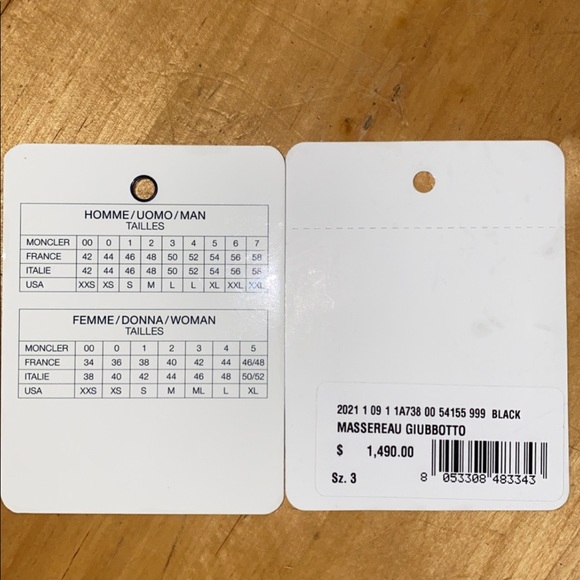 HOMME/UOMO/MAN
TAILLES
MONCLER 00 0 1 2 3 4 5 6 7
FRANCE 42 44 46 48 50 52 54 56 58
ITALIE 42 44 46 48 50 52 54 56 58
USA XXS XS S M L L XL XXL XXL
FEMME/DONNA/WOMAN
TAILLES
MONCLER 00 0 1 2 3 4 5
FRANCE 34 36 38 40 42 44 46/48
ITALIE 38 40 42 44 46 48 50/52
USA XXS XS S M ML L XL
2021 1 09 1 1A738 00 54155 999 BLACK
MASSEREAU GIUBBOTTO
$ 1,490.00
Sz. 3
8 053308 483343